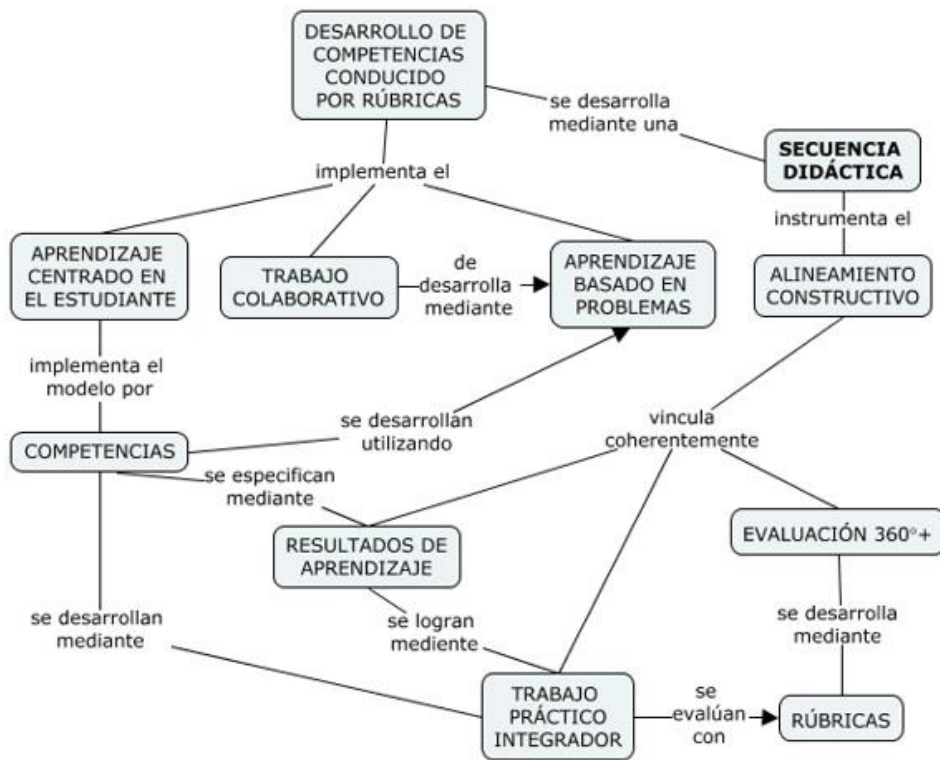 DESARROLLO DE
COMPETENCIAS
CONDUCIDO
POR RÚBRICAS
se desarrolla
mediante una
SECUENCIA
DIDÁCTICA
implementa el
instrumenta el
APRENDIZAJE
CENTRADO EN
EL ESTUDIANTE
TRABAJO
COLABORATIVO
de
desarrolla
mediante
APRENDIZAJE
BASADO EN
PROBLEMAS
ALINEAMIENTO
CONSTRUCTIVO
implementa el
modelo por
se desarrollan
utilizando
vincula
coherentemente
COMPETENCIAS
se especifican
mediante
RESULTADOS DE
APRENDIZAJE
EVALUACIÓN 360°+
se desarrollan
mediante
se logran
mediente
se desarrolla
mediante
TRABAJO
PRÁCTICO
INTEGRADOR
se
evalúan
con
RÚBRICAS